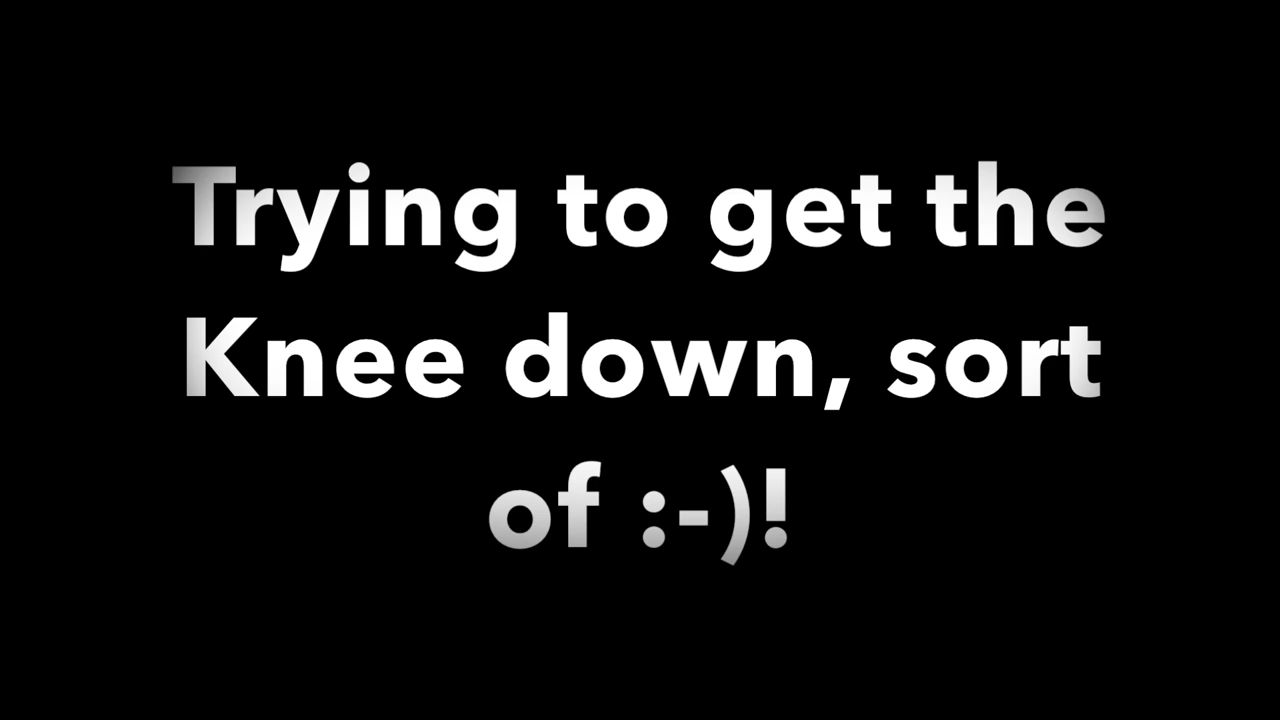 Trying to get the
Knee down, sort
of :-)!